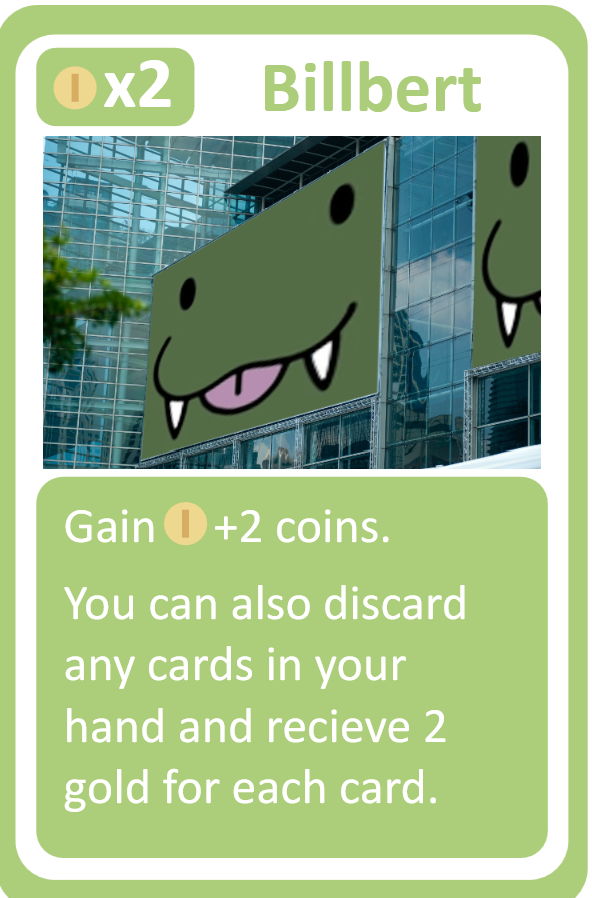 x2 Billbert
Gain +2 coins.
You can also discard
any cards in your
hand and recieve 2
gold for each card.